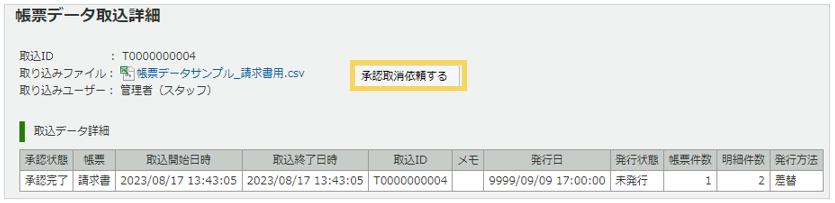 帳票データ取込詳細
取込ID : T0000000004
取り込みファイル : 帳票データサンプル_請求書用.csv 承認取消依頼する
取り込みユーザー : 管理者（スタッフ）
取込データ詳細
承認状態 帳票 取込開始日時 取込終了日時 取込ID メモ 発行日 発行状態 帳票件数 明細件数 発行方法
承認完了 請求書 2023/08/17 13:43:05 2023/08/17 13:43:05 T0000000004 9999/09/09 17:00:00 未発行 1 2 差替